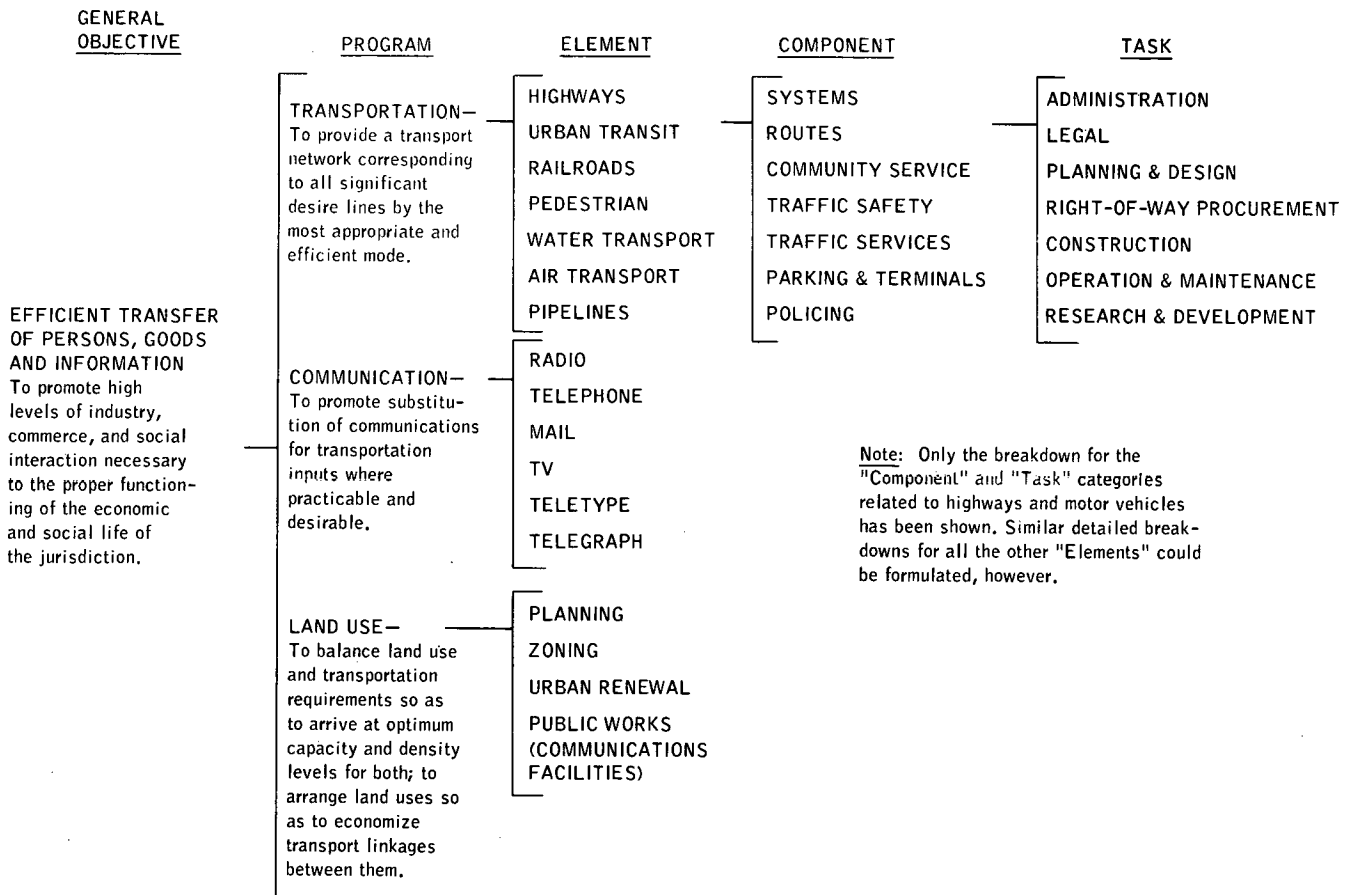 GENERAL
OBJECTIVE
PROGRAM
ELEMENT
COMPONENT
TASK
EFFICIENT TRANSFER
OF PERSONS, GOODS
AND INFORMATION
To promote high
levels of industry,
commerce, and social
interaction necessary
to the proper function-
ing of the economic
and social life of
the jurisdiction.
TRANSPORTATION—
To provide a transport
network corresponding
to all significant
desire lines by the
most appropriate and
efficient mode.
HIGHWAYS
URBAN TRANSIT
RAILROADS
PEDESTRIAN
WATER TRANSPORT
AIR TRANSPORT
PIPELINES
SYSTEMS
ROUTES
COMMUNITY SERVICE
TRAFFIC SAFETY
TRAFFIC SERVICES
PARKING & TERMINALS
POLICING
ADMINISTRATION
LEGAL
PLANNING & DESIGN
RIGHT-OF-WAY PROCUREMENT
CONSTRUCTION
OPERATION & MAINTENANCE
RESEARCH & DEVELOPMENT
COMMUNICATION—
To promote substitu-
tion of communications
for transportation
inputs where
practicable and
desirable.
RADIO
TELEPHONE
MAIL
TV
TELETYPE
TELEGRAPH
Note: Only the breakdown for the
"Component" and "Task" categories
related to highways and motor vehicles
has been shown. Similar detailed break-
downs for all the other "Elements" could
be formulated, however.
LAND USE—
To balance land use
and transportation
requirements so as
to arrive at optimum
capacity and density
levels for both; to
arrange land uses so
as to economize
transport linkages
between them.
PLANNING
ZONING
URBAN RENEWAL
PUBLIC WORKS
(COMMUNICATIONS
FACILITIES)